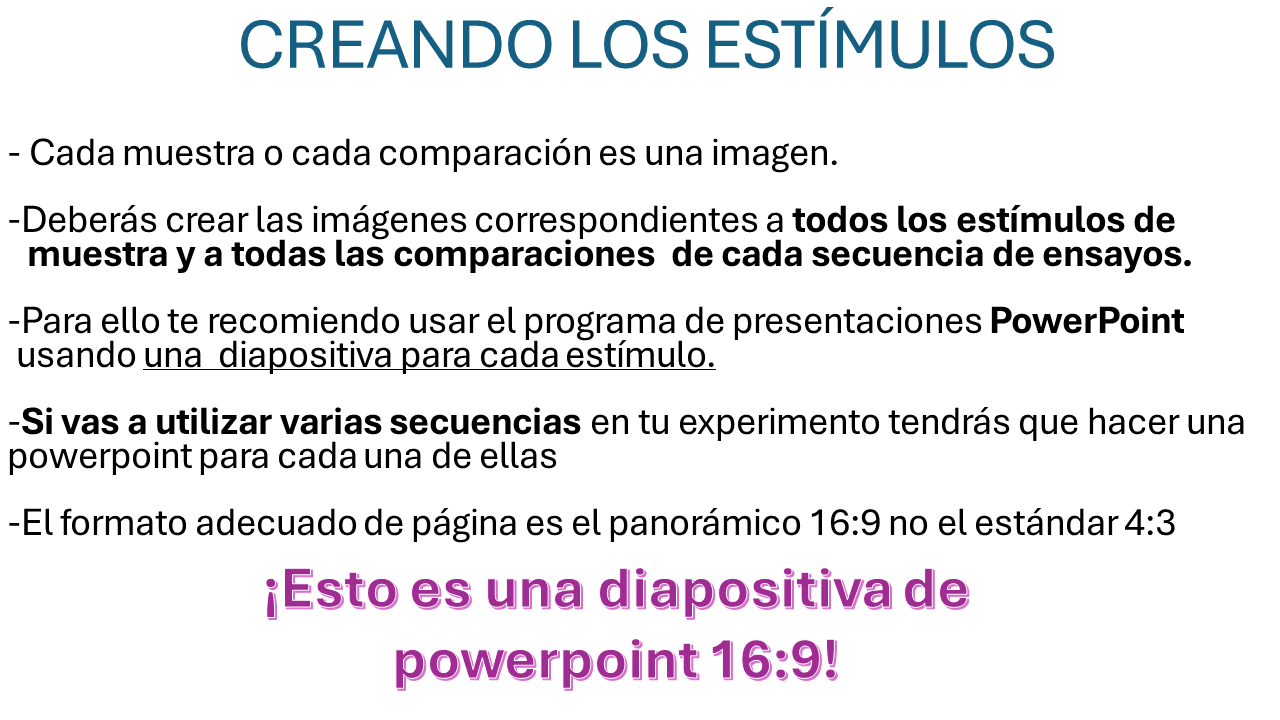 CREANDO LOS ESTÍMULOS
- Cada muestra o cada comparación es una imagen.
-Deberás crear las imágenes correspondientes a todos los estímulos de
muestra y a todas las comparaciones  de cada secuencia de ensayos.
-Para ello te recomiendo usar el programa de presentaciones PowerPoint
usando una  diapositiva para cada estímulo.
-Si vas a utilizar varias secuencias en tu experimento tendrás que hacer una
powerpoint para cada una de ellas
-El formato adecuado de página es el panorámico 16:9 no el estándar 4:3
¡Esto es una diapositiva de
powerpoint 16:9!